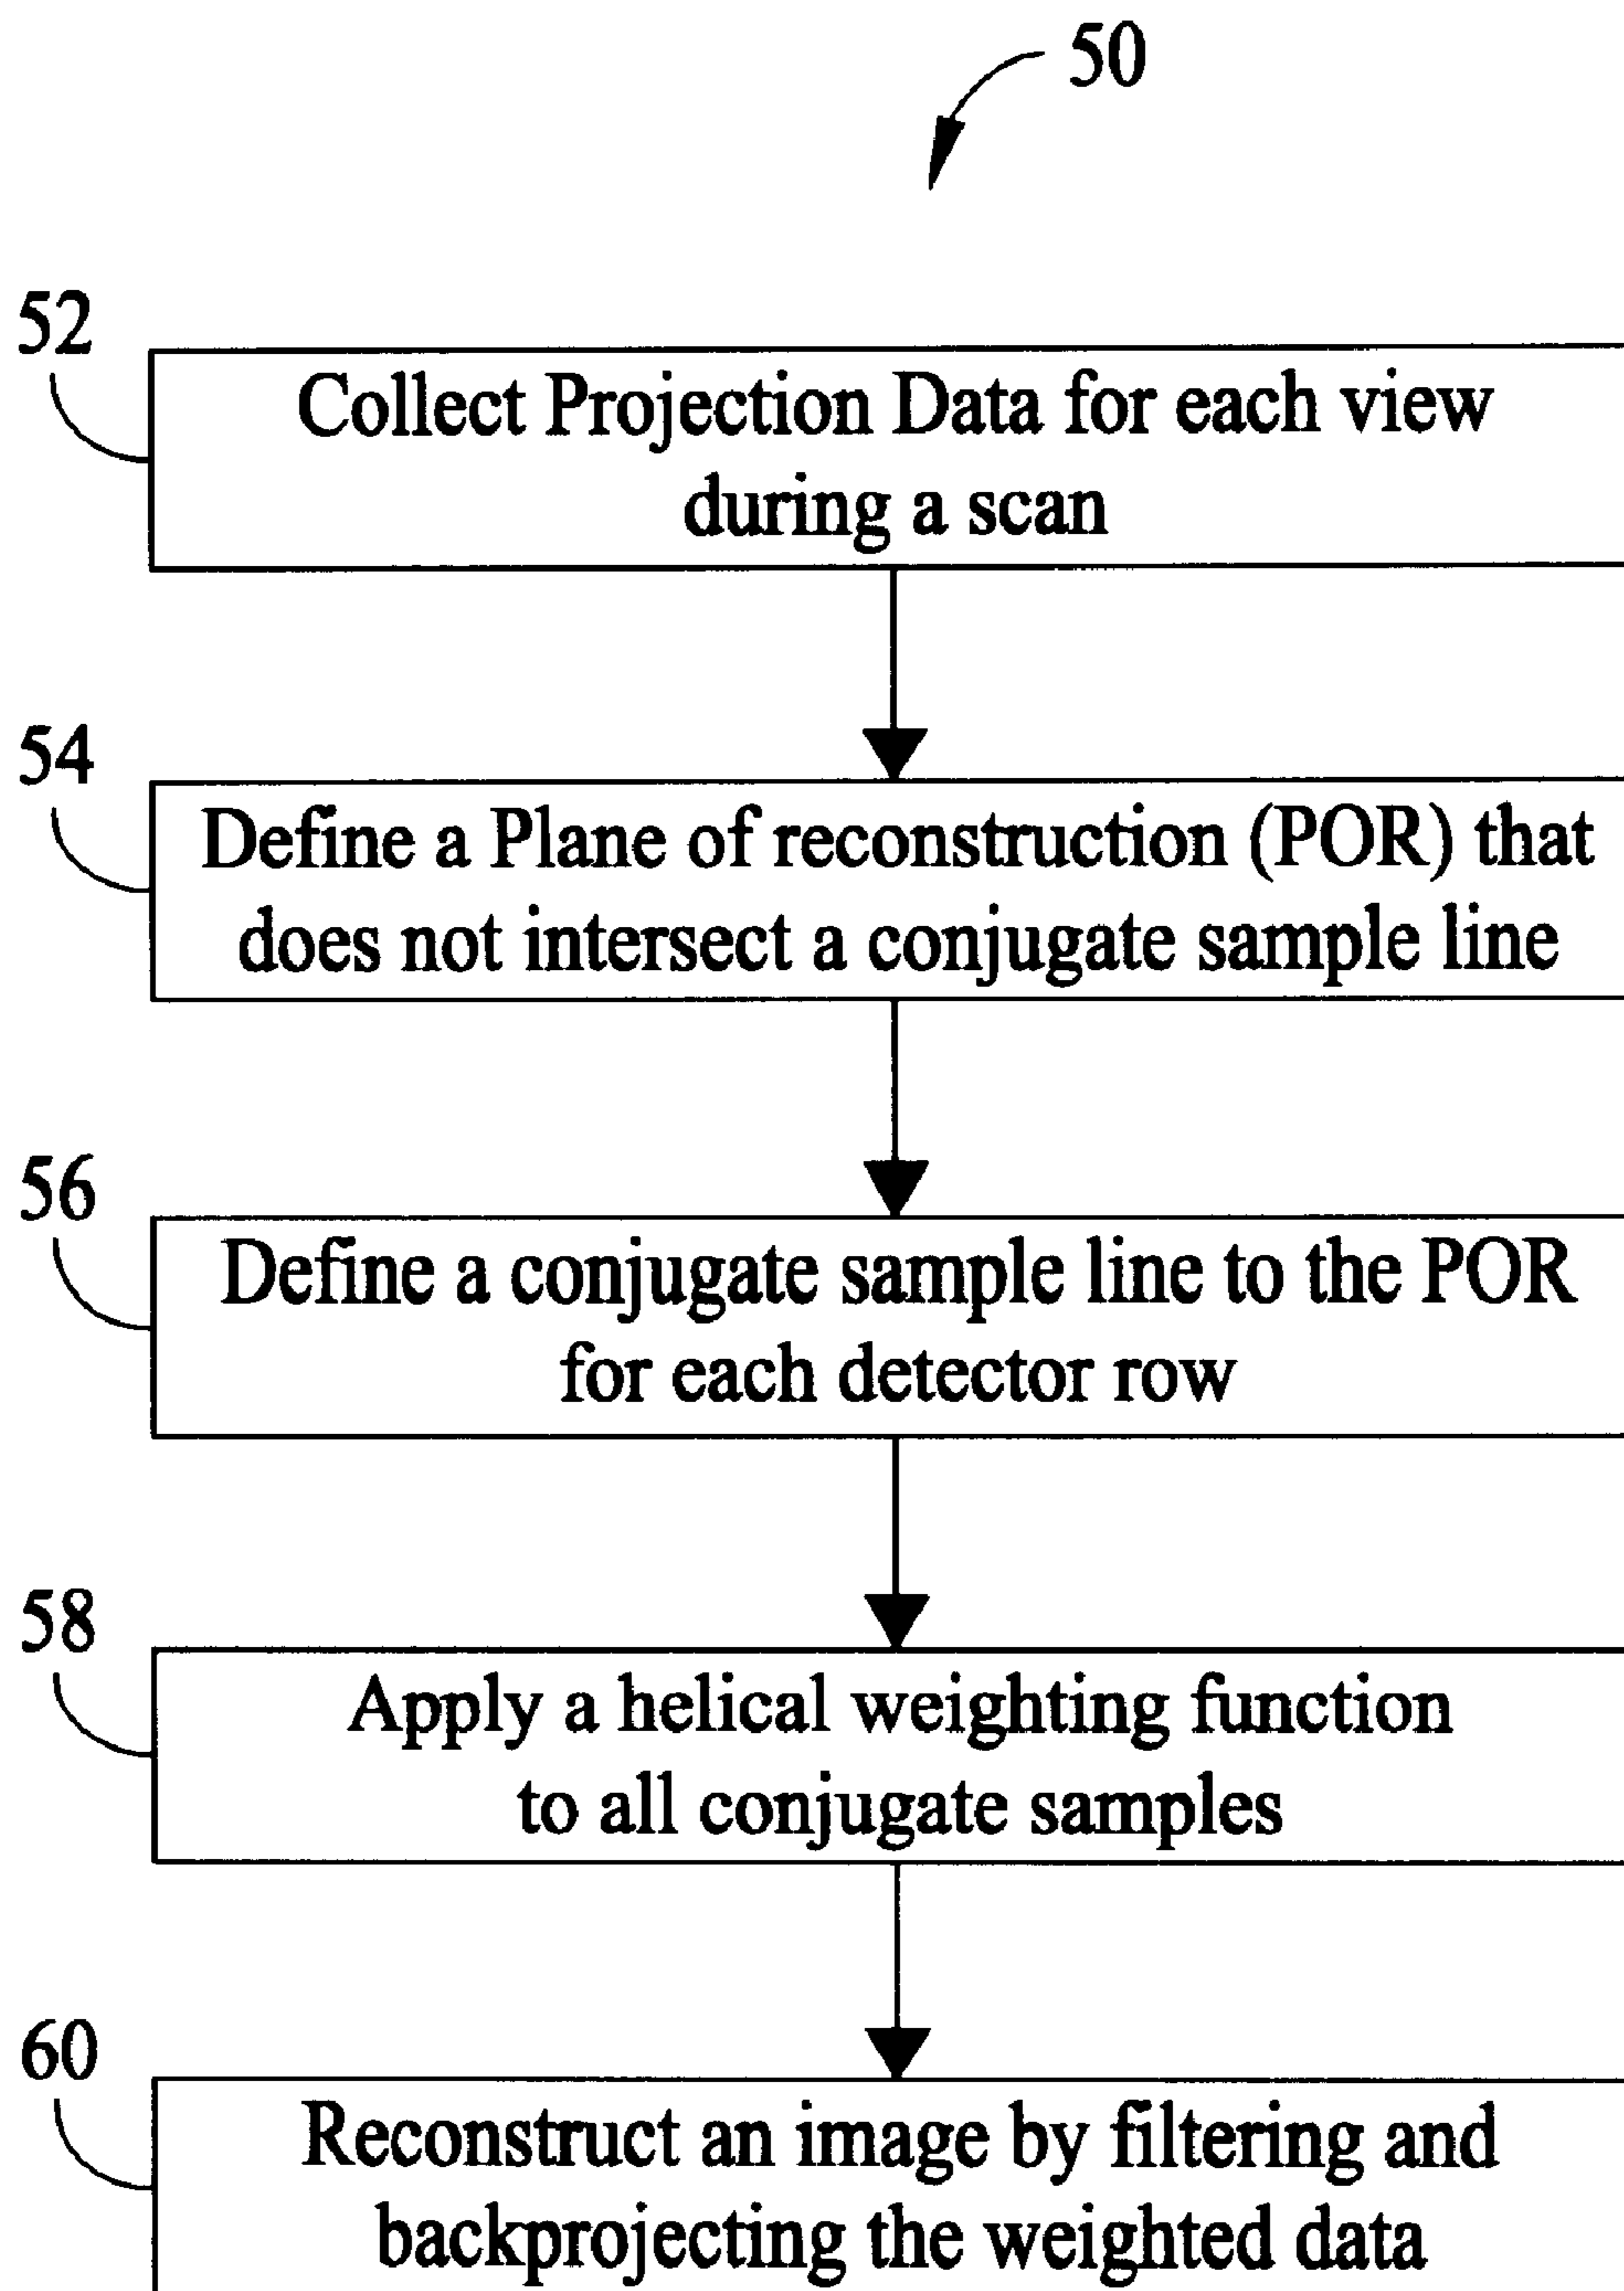 50
52
Collect Projection Data for each view
during a scan
54
Define a Plane of reconstruction (POR) that
does not intersect a conjugate sample line
56
Define a conjugate sample line to the POR
for each detector row
58
Apply a helical weighting function
to all conjugate samples
60
Reconstruct an image by filtering and
backprojecting the weighted data